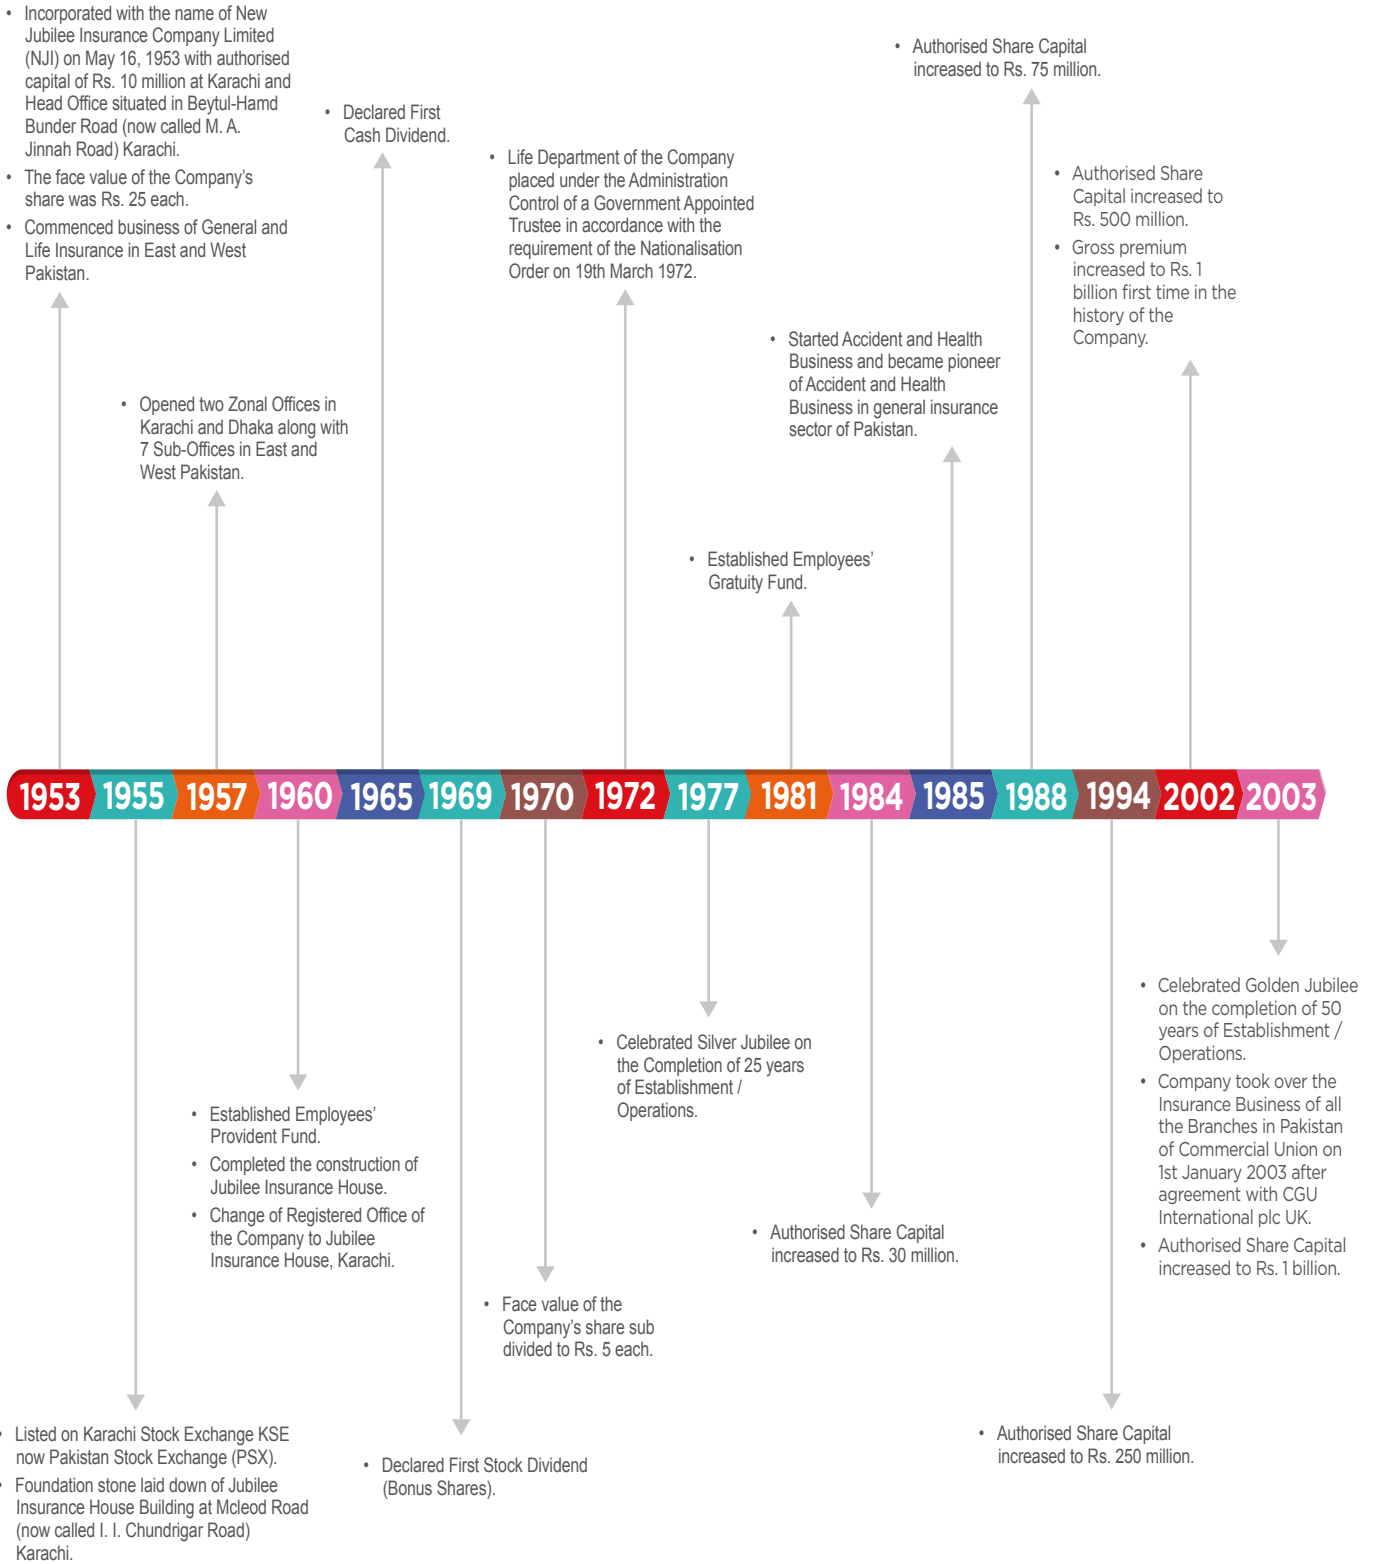 • Incorporated with the name of New
Jubilee Insurance Company Limited
(NJI) on May 16, 1953 with authorised
capital of Rs. 10 million at Karachi and
Head Office situated in Beytul-Hamd
Bunder Road (now called M. A.
Jinnah Road) Karachi.
• The face value of the Company's
share was Rs. 25 each.
• Commenced business of General and
Life Insurance in East and West
Pakistan.
• Opened two Zonal Offices in
Karachi and Dhaka along with
7 Sub-Offices in East and
West Pakistan.
• Declared First
Cash Dividend.
• Life Department of the Company
placed under the Administration
Control of a Government Appointed
Trustee in accordance with the
requirement of the Nationalisation
Order on 19th March 1972.
• Established Employees'
Gratuity Fund.
• Started Accident and Health
Business and became pioneer
of Accident and Health
Business in general insurance
sector of Pakistan.
• Authorised Share Capital
increased to Rs. 75 million.
• Authorised Share
Capital increased to
Rs. 500 million.
• Gross premium
increased to Rs. 1
billion first time in the
history of the
Company.
1953 1955 1957 1960 1965 1969 1970 1972 1977 1981 1984 1985 1988 1994 2002 2003
• Listed on Karachi Stock Exchange KSE
now Pakistan Stock Exchange (PSX).
• Foundation stone laid down of Jubilee
Insurance House Building at Mcleod Road
(now called I. I. Chundrigar Road)
Karachi.
• Established Employees'
Provident Fund.
• Completed the construction of
Jubilee Insurance House.
• Change of Registered Office of
the Company to Jubilee
Insurance House, Karachi.
• Declared First Stock Dividend
(Bonus Shares).
• Face value of the
Company's share sub
divided to Rs. 5 each.
• Celebrated Silver Jubilee on
the Completion of 25 years
of Establishment /
Operations.
• Authorised Share Capital
increased to Rs. 30 million.
• Authorised Share Capital
increased to Rs. 250 million.
• Celebrated Golden Jubilee
on the completion of 50
years of Establishment /
Operations.
• Company took over the
Insurance Business of all
the Branches in Pakistan
of Commercial Union on
1st January 2003 after
agreement with CGU
International plc UK.
• Authorised Share Capital
increased to Rs. 1 billion.